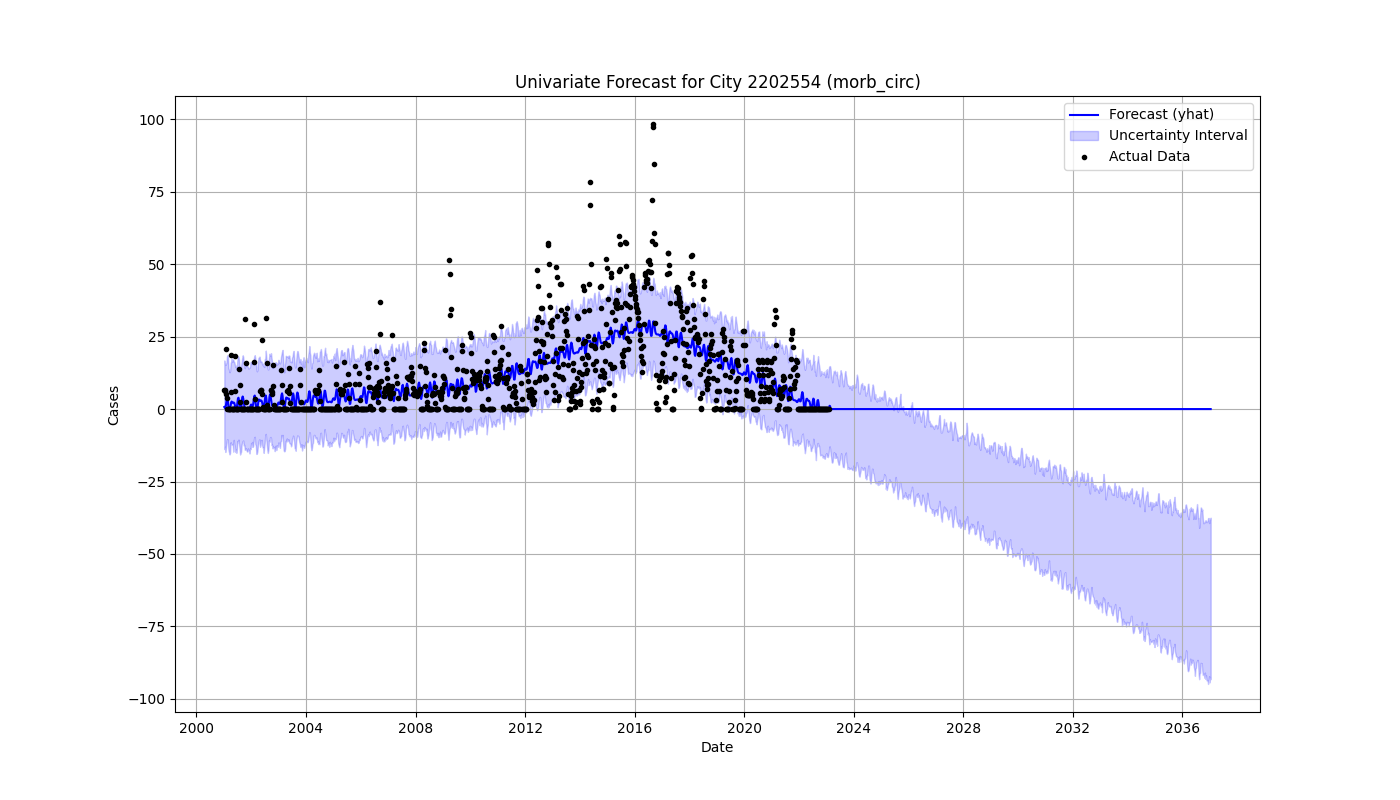 Univariate Forecast for City 2202554 (morb_circ)
Forecast (yhat)
Uncertainty Interval
Actual Data
100
75
50
25
0
−25
−50
−75
−100
Cases
2000 2004 2008 2012 2016 2020 2024 2028 2032 2036
Date